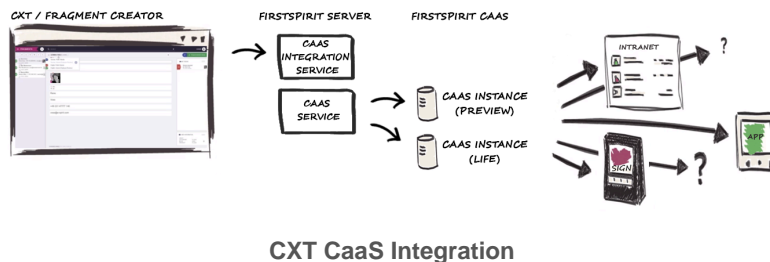 CXT / FRAGMENT CREATOR
FIRSTSPIRIT SERVER
FIRSTSPIRIT CAAS
CAAS
INTEGRATION
SERVICE
CAAS
SERVICE
CAAS INSTANCE
(PREVIEW)
CAAS INSTANCE
(LIFE)
INTRANET
?
APP
SIGN
?
CXT CaaS Integration